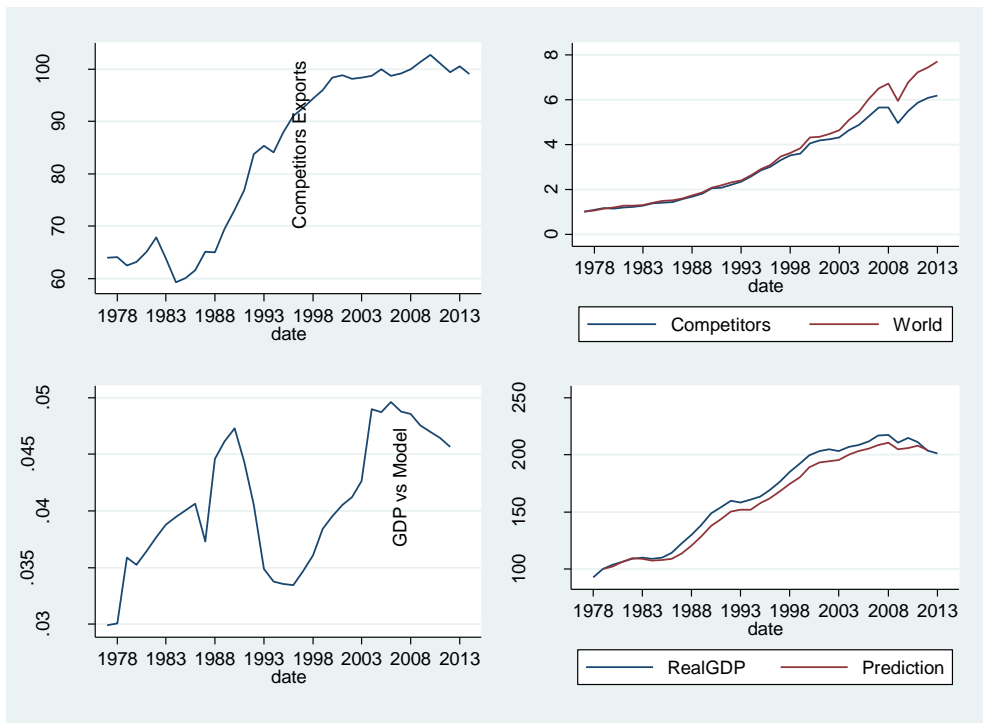 100
90
80
70
60
1978 1983 1988 1993 1998 2003 2008 2013
date
Competitors Exports
8
6
4
2
0
1978 1983 1988 1993 1998 2003 2008 2013
date
Competitors World
.05
.045
.04
.035
.03
1978 1983 1988 1993 1998 2003 2008 2013
date
GDP vs Model
250
200
150
100
1978 1983 1988 1993 1998 2003 2008 2013
date
RealGDP Prediction